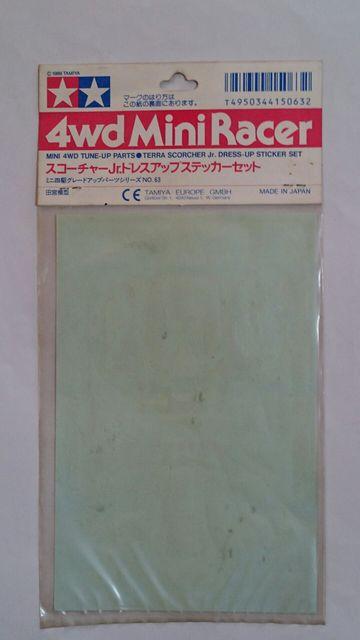 © 1989 TAMIYA
マークのはり方は
この紙の裏面にあります。
T4950344150632
4wd Mini Racer
MINI 4WD TUNE-UP PARTS ● TERRA SCORCHER Jr. DRESS-UP STICKER SET
スコーチャーJr.ドレスアップステッカーセット
ミニ四駆グレードアップパーツシリーズ NO.63
田宮模型
CE TAMIYA EUROPE GMBH
MADE IN JAPAN
W. Germany